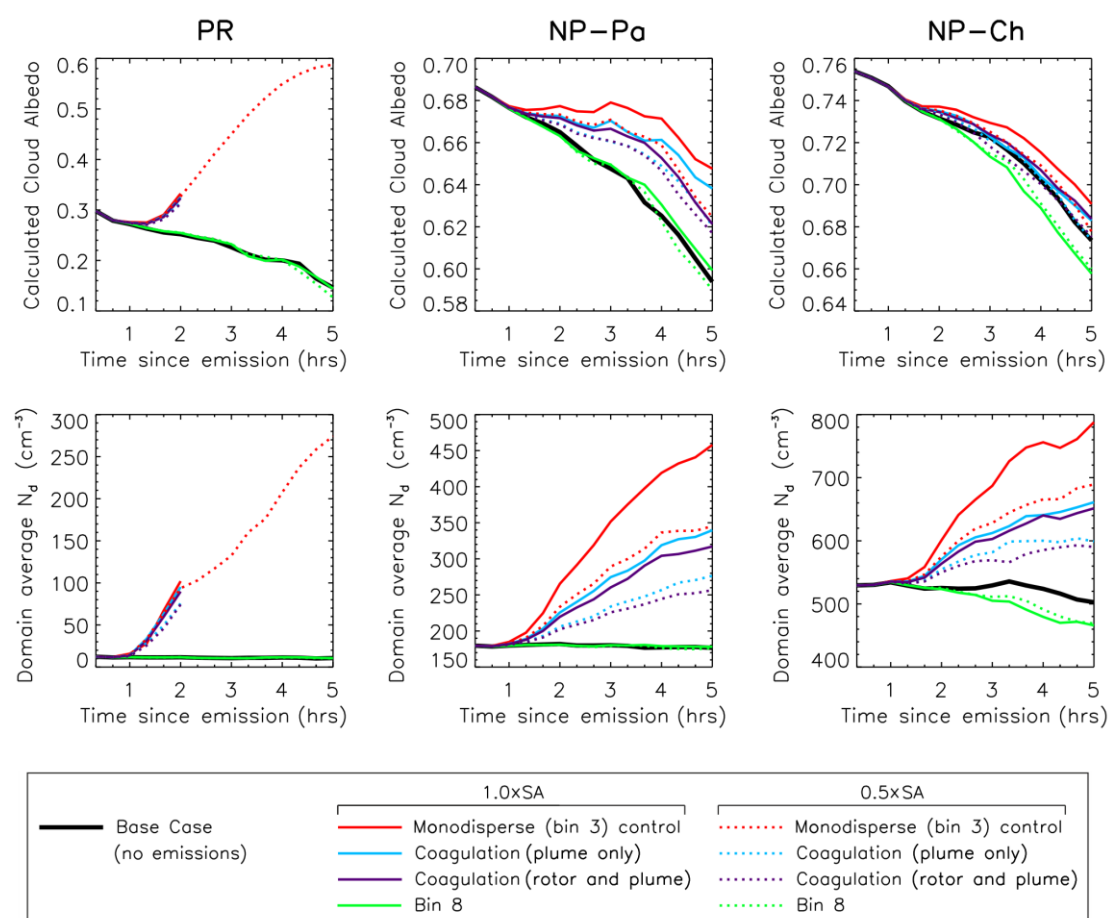 PR
NP-Pa
NP-Ch
Calculated Cloud Albedo
0.6
0.5
0.4
0.3
0.2
0.1
1 2 3 4 5
Time since emission (hrs)
Calculated Cloud Albedo
0.70
0.68
0.66
0.64
0.62
0.60
0.58
1 2 3 4 5
Time since emission (hrs)
Calculated Cloud Albedo
0.76
0.74
0.72
0.70
0.68
0.66
0.64
1 2 3 4 5
Time since emission (hrs)
Domain average N_d (cm⁻³)
300
250
200
150
100
50
0
1 2 3 4 5
Time since emission (hrs)
Domain average N_d (cm⁻³)
500
450
400
350
300
250
200
150
1 2 3 4 5
Time since emission (hrs)
Domain average N_d (cm⁻³)
800
700
600
500
400
1 2 3 4 5
Time since emission (hrs)
Base Case
(no emissions)
1.0xSA
Monodisperse (bin 3) control
Coagulation (plume only)
Coagulation (rotor and plume)
Bin 8
0.5xSA
Monodisperse (bin 3) control
Coagulation (plume only)
Coagulation (rotor and plume)
Bin 8